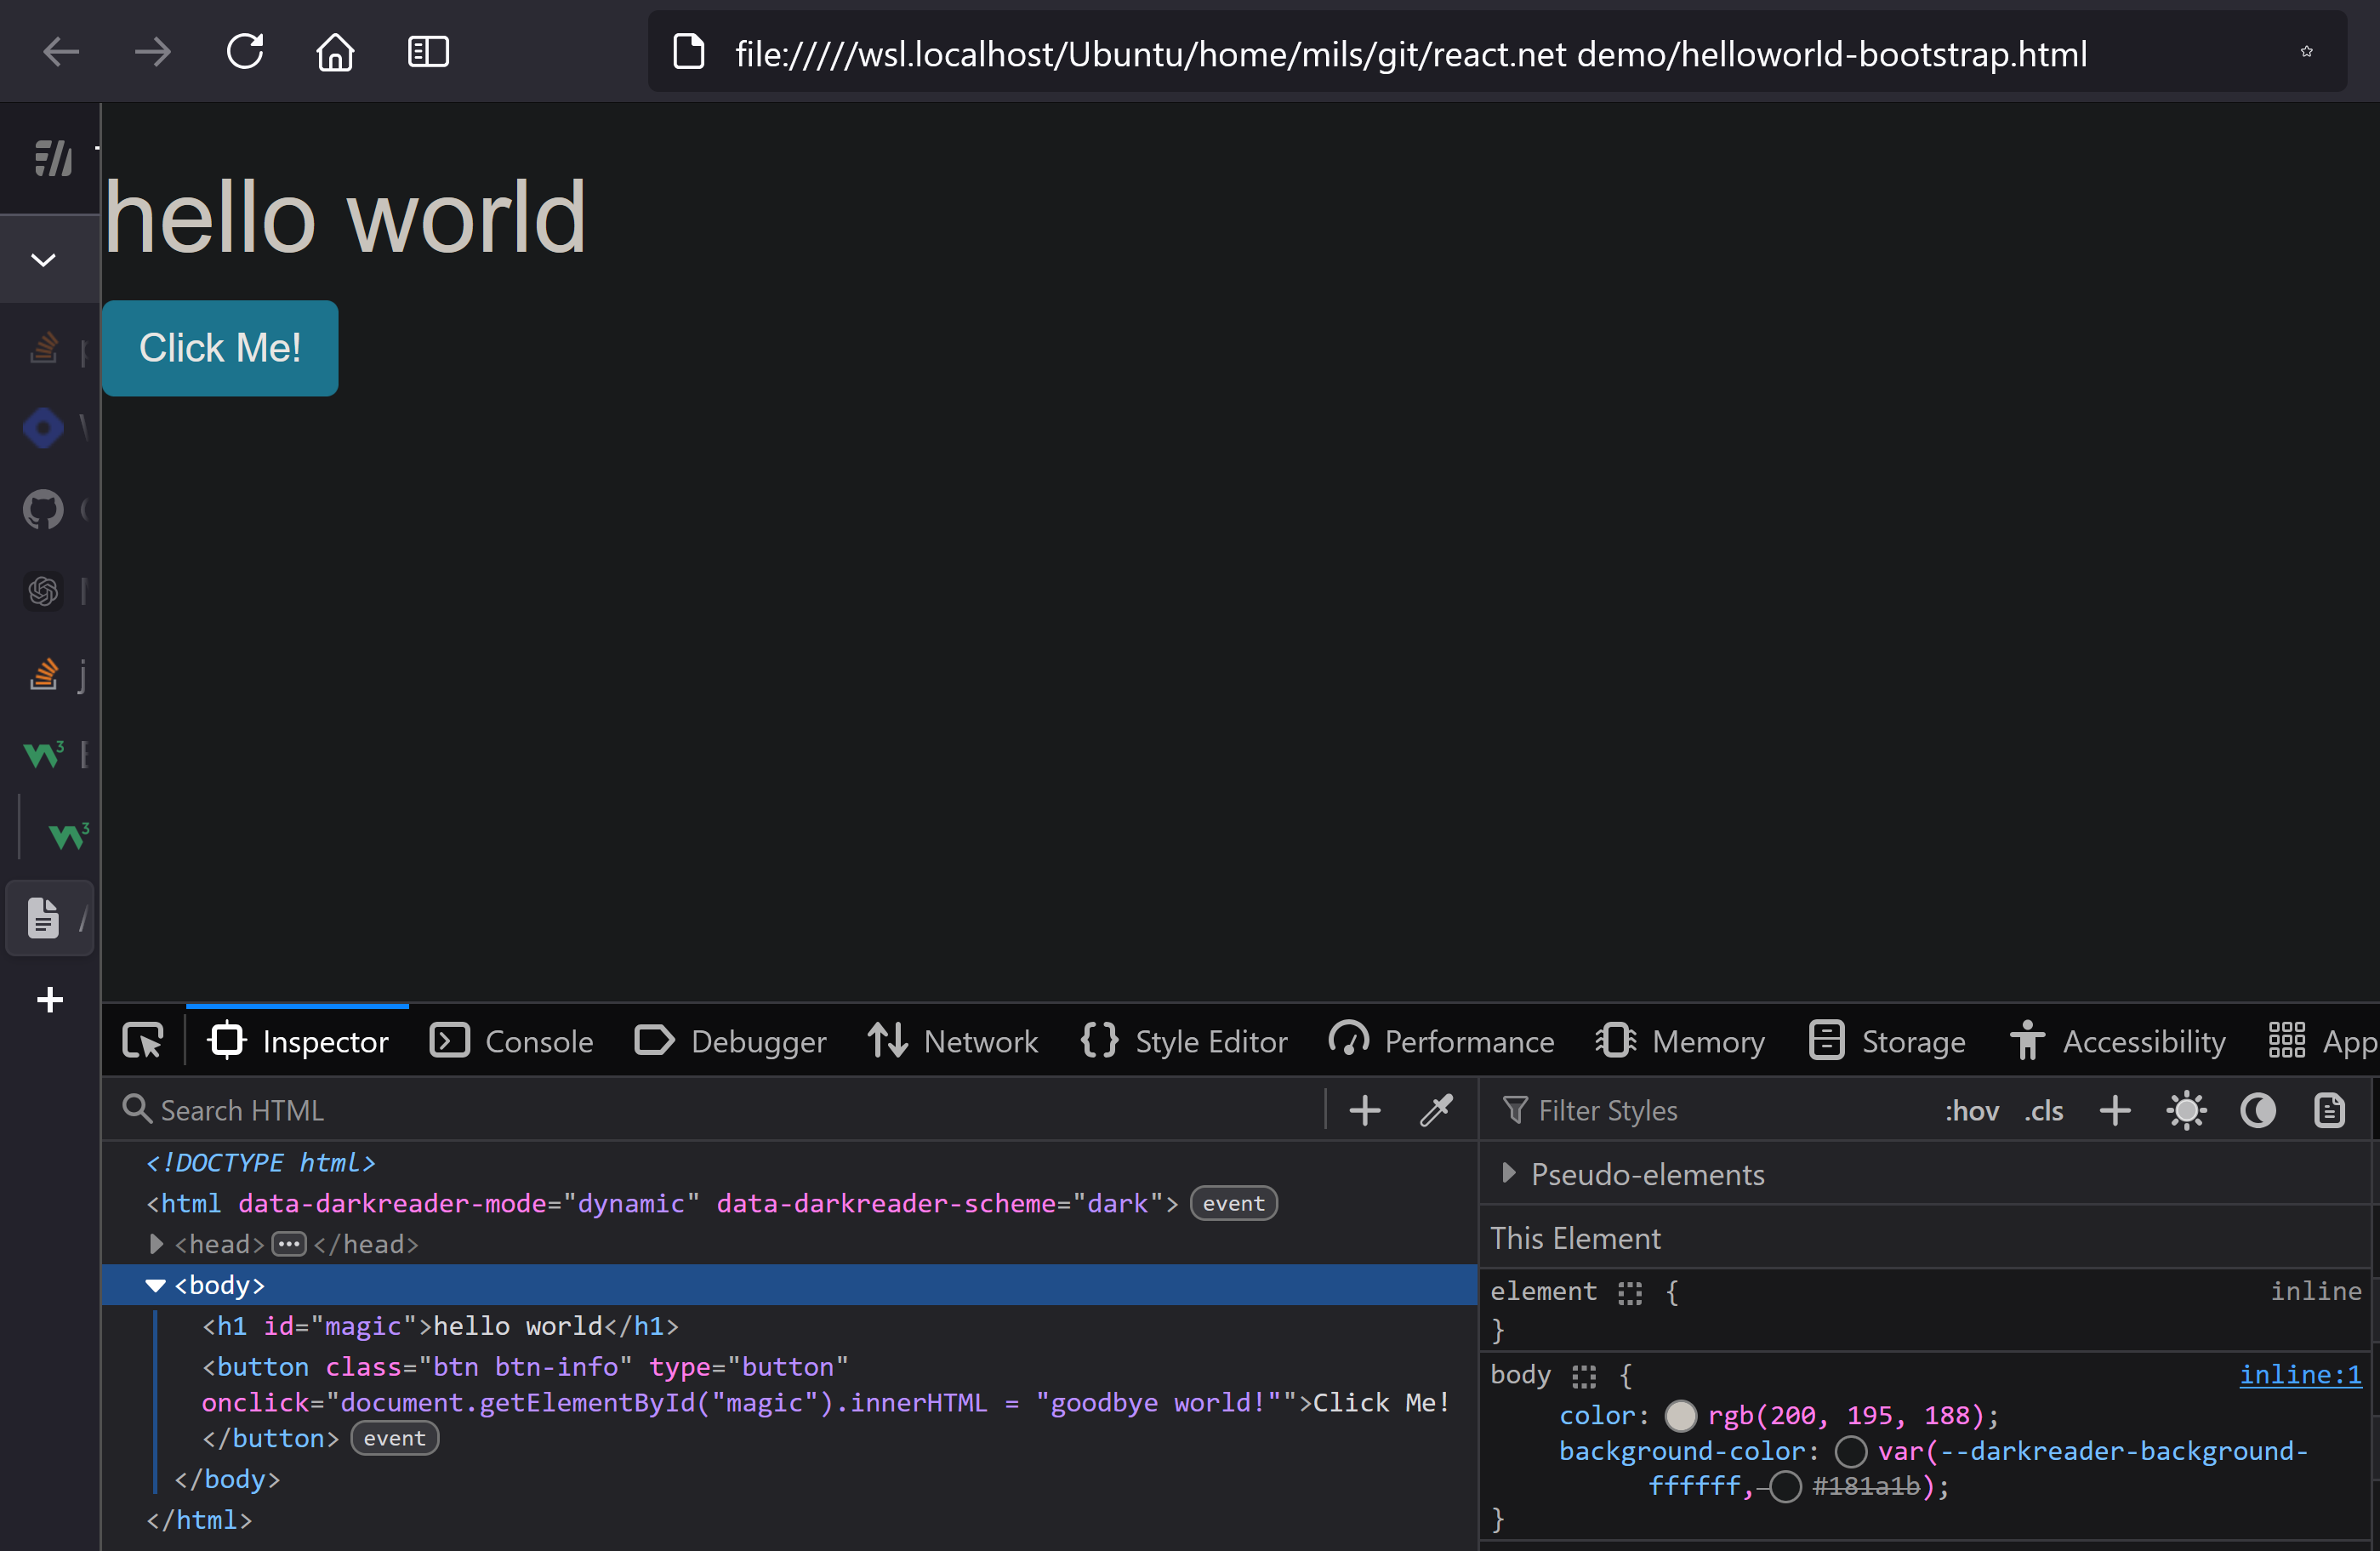 file://///wsl.localhost/Ubuntu/home/mils/git/react.net demo/helloworld-bootstrap.html
hello world
Click Me!
j
Inspector
Console
Debugger
Network
Style Editor
Performance
Memory
Storage
Accessibility
App
Search HTML
<!DOCTYPE html>
<html data-darkreader-mode="dynamic" data-darkreader-scheme="dark"> event
<head> ••• </head>
<body>
<h1 id="magic">hello world</h1>
<button class="btn btn-info" type="button"
onclick="document.getElementById("magic").innerHTML = "goodbye world!"">Click Me!
</button> event
</body>
</html>
Filter Styles
:hov .cls
Pseudo-elements
This Element
element { inline
}
body { inline:1
color: rgb(200, 195, 188);
background-color: var(--darkreader-background-
ffffff, #181a1b);
}